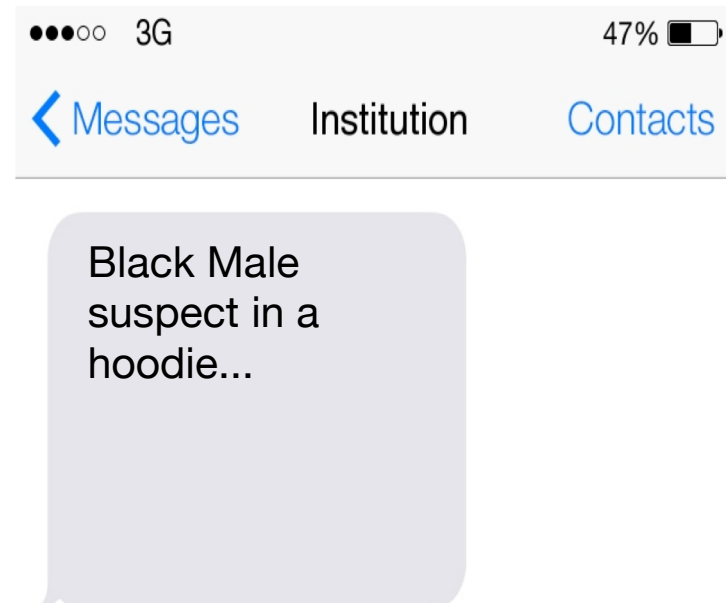 3G 47%
Messages Institution Contacts
Black Male
suspect in a
hoodie...